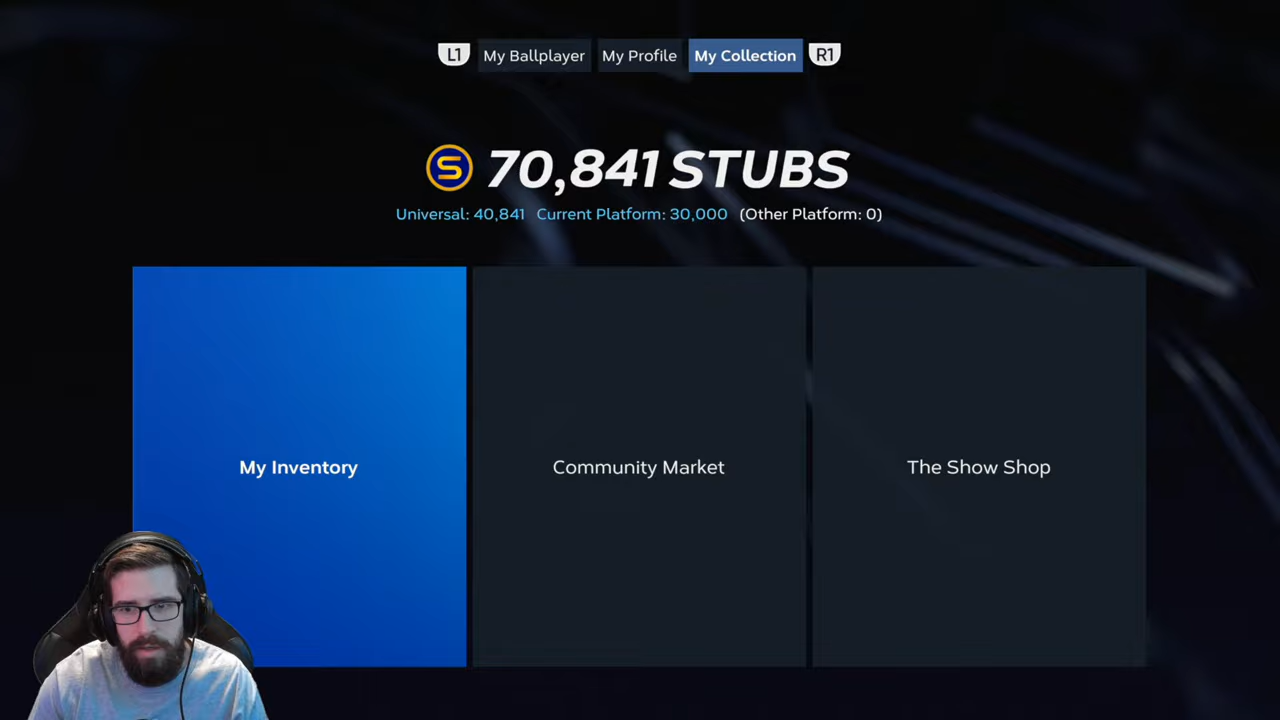 L1 My Ballplayer My Profile My Collection R1
S 70,841 STUBS
Universal: 40,841 Current Platform: 30,000 (Other Platform: 0)
My Inventory Community Market The Show Shop